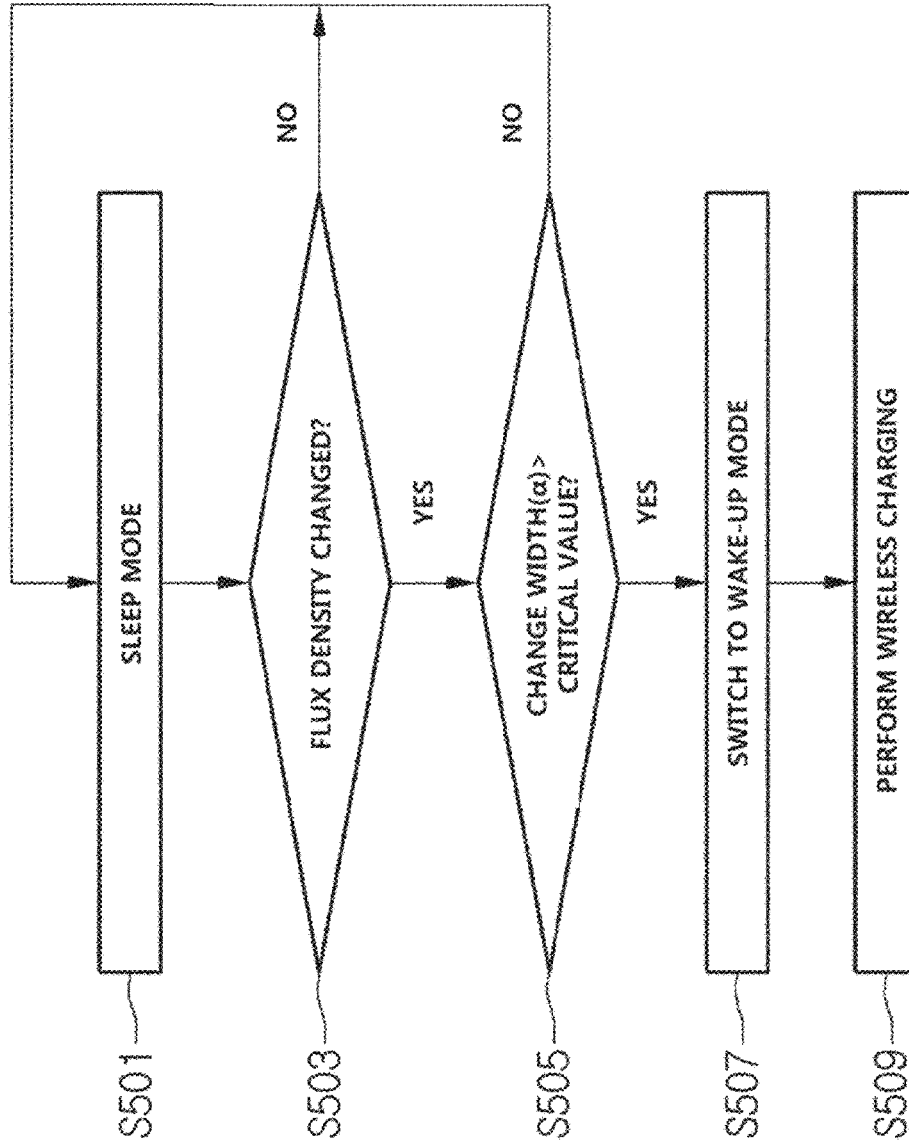 S501
SLEEP MODE
S503
FLUX DENSITY CHANGED?
NO
YES
S505
CHANGE WIDTH(α)>
CRITICAL VALUE?
NO
YES
S507
SWITCH TO WAKE-UP MODE
S509
PERFORM WIRELESS CHARGING